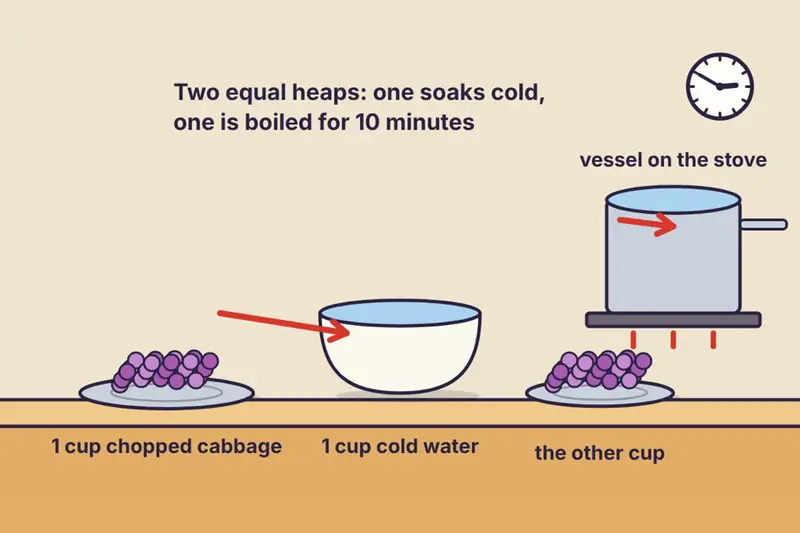 Two equal heaps: one soaks cold,
one is boiled for 10 minutes
vessel on the stove
1 cup chopped cabbage
1 cup cold water
the other cup